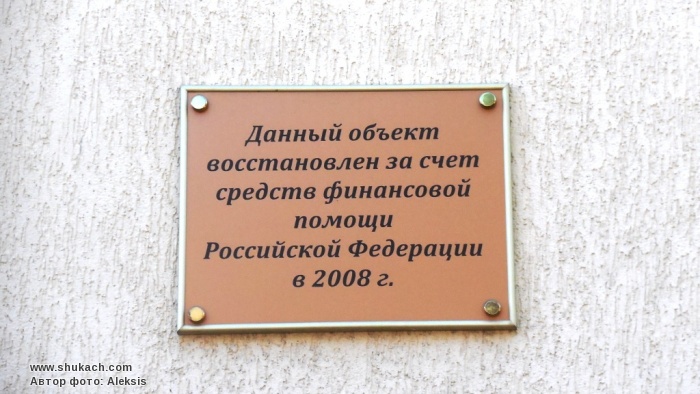 Данный объект
восстановлен за счет
средств финансовой
помощи
Российской Федерации
в 2008 г.
www.shukach.com
Автор фото: Aleksis